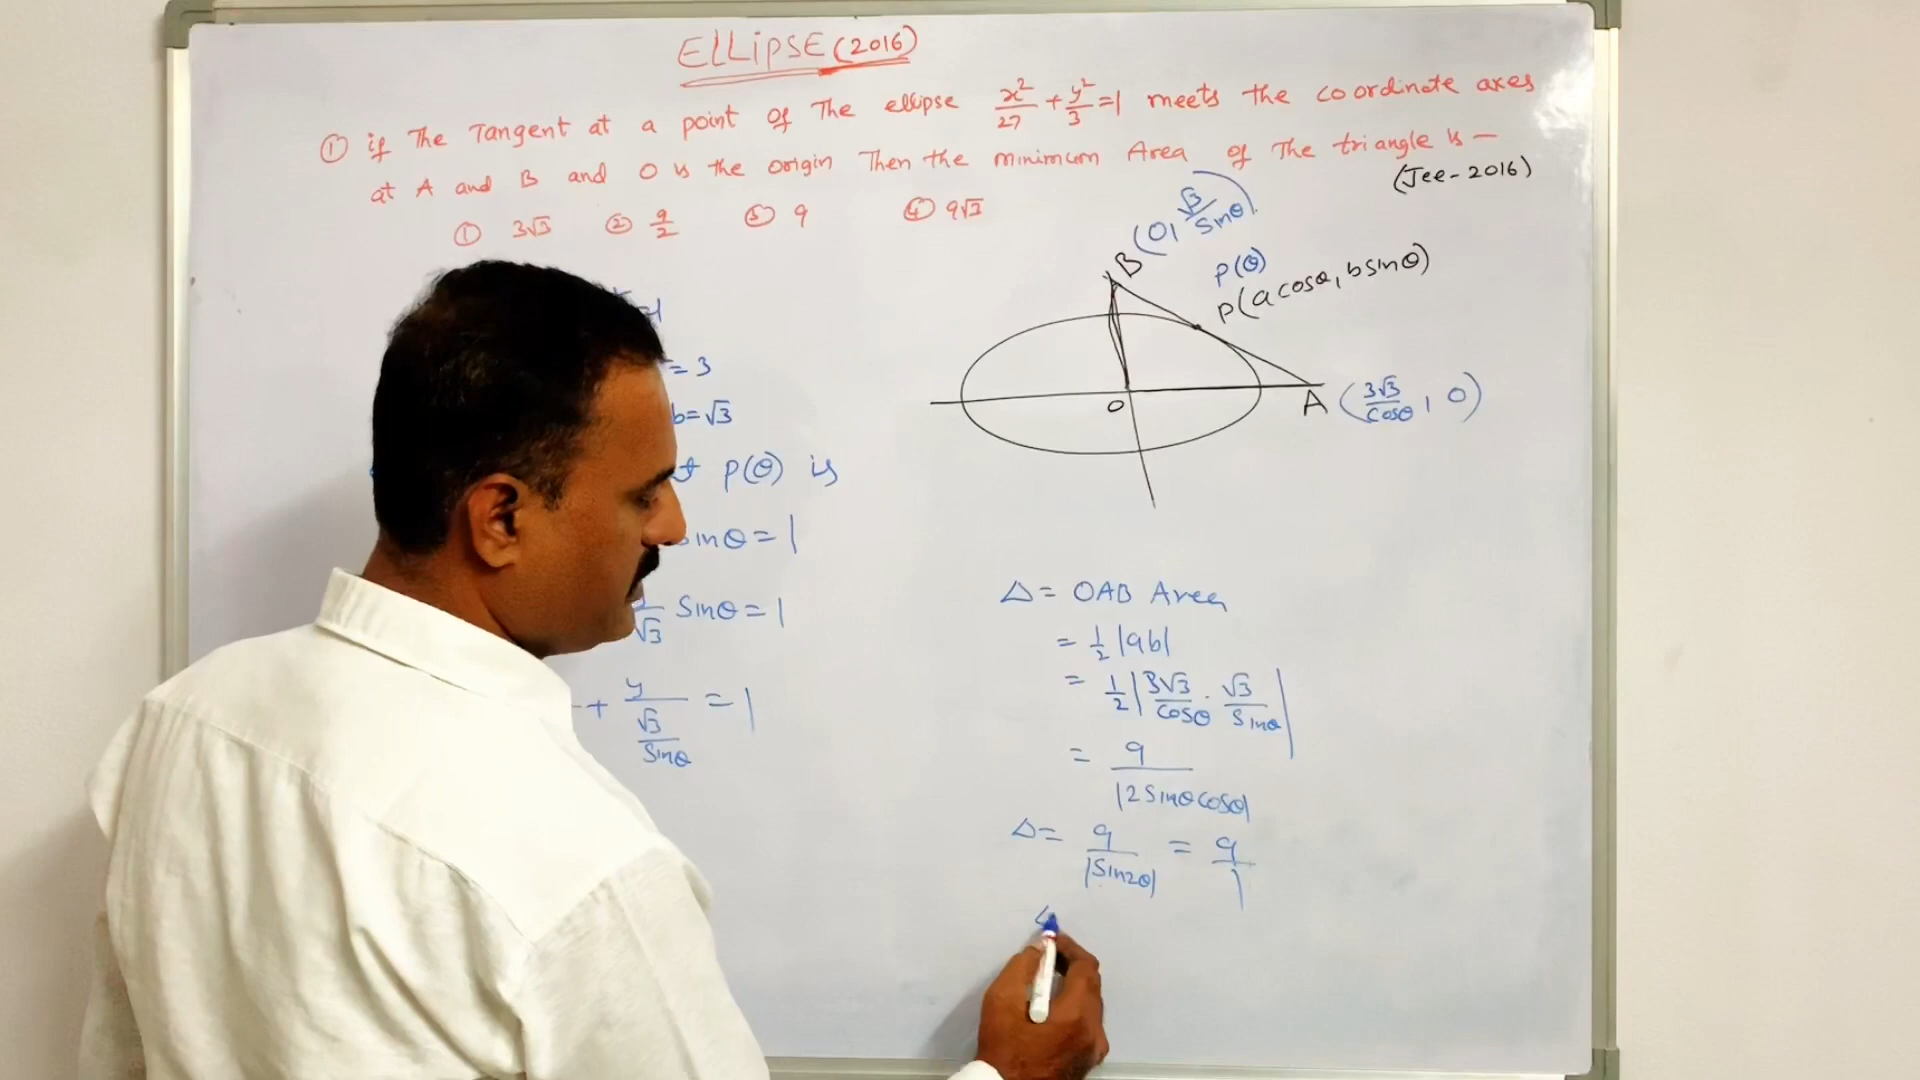 ELLIPSE (2016)
① if The Tangent at a point of The ellipse x²/27 + y²/3 = 1 meets the coordinate axes
at A and B and O is the origin Then the minimum Area of The triangle is —
(Jee - 2016)
① 3√3 ② 9/2 ③ 9 ④ 9√3
B (0, √3/Sinθ)
P(θ)
P(a cosθ, b sinθ)
O
A (3√3/cosθ, 0)
=1
= 3
b=√3
P(θ) is
Sinθ = 1
/√3 Sinθ = 1
+ y/(√3/Sinθ) = 1
Δ = OAB Area
= 1/2 |ab|
= 1/2 |3√3/cosθ . √3/Sinθ|
= 9/|2 Sinθ cosθ|
Δ = 9/|Sin2θ| = 9/1